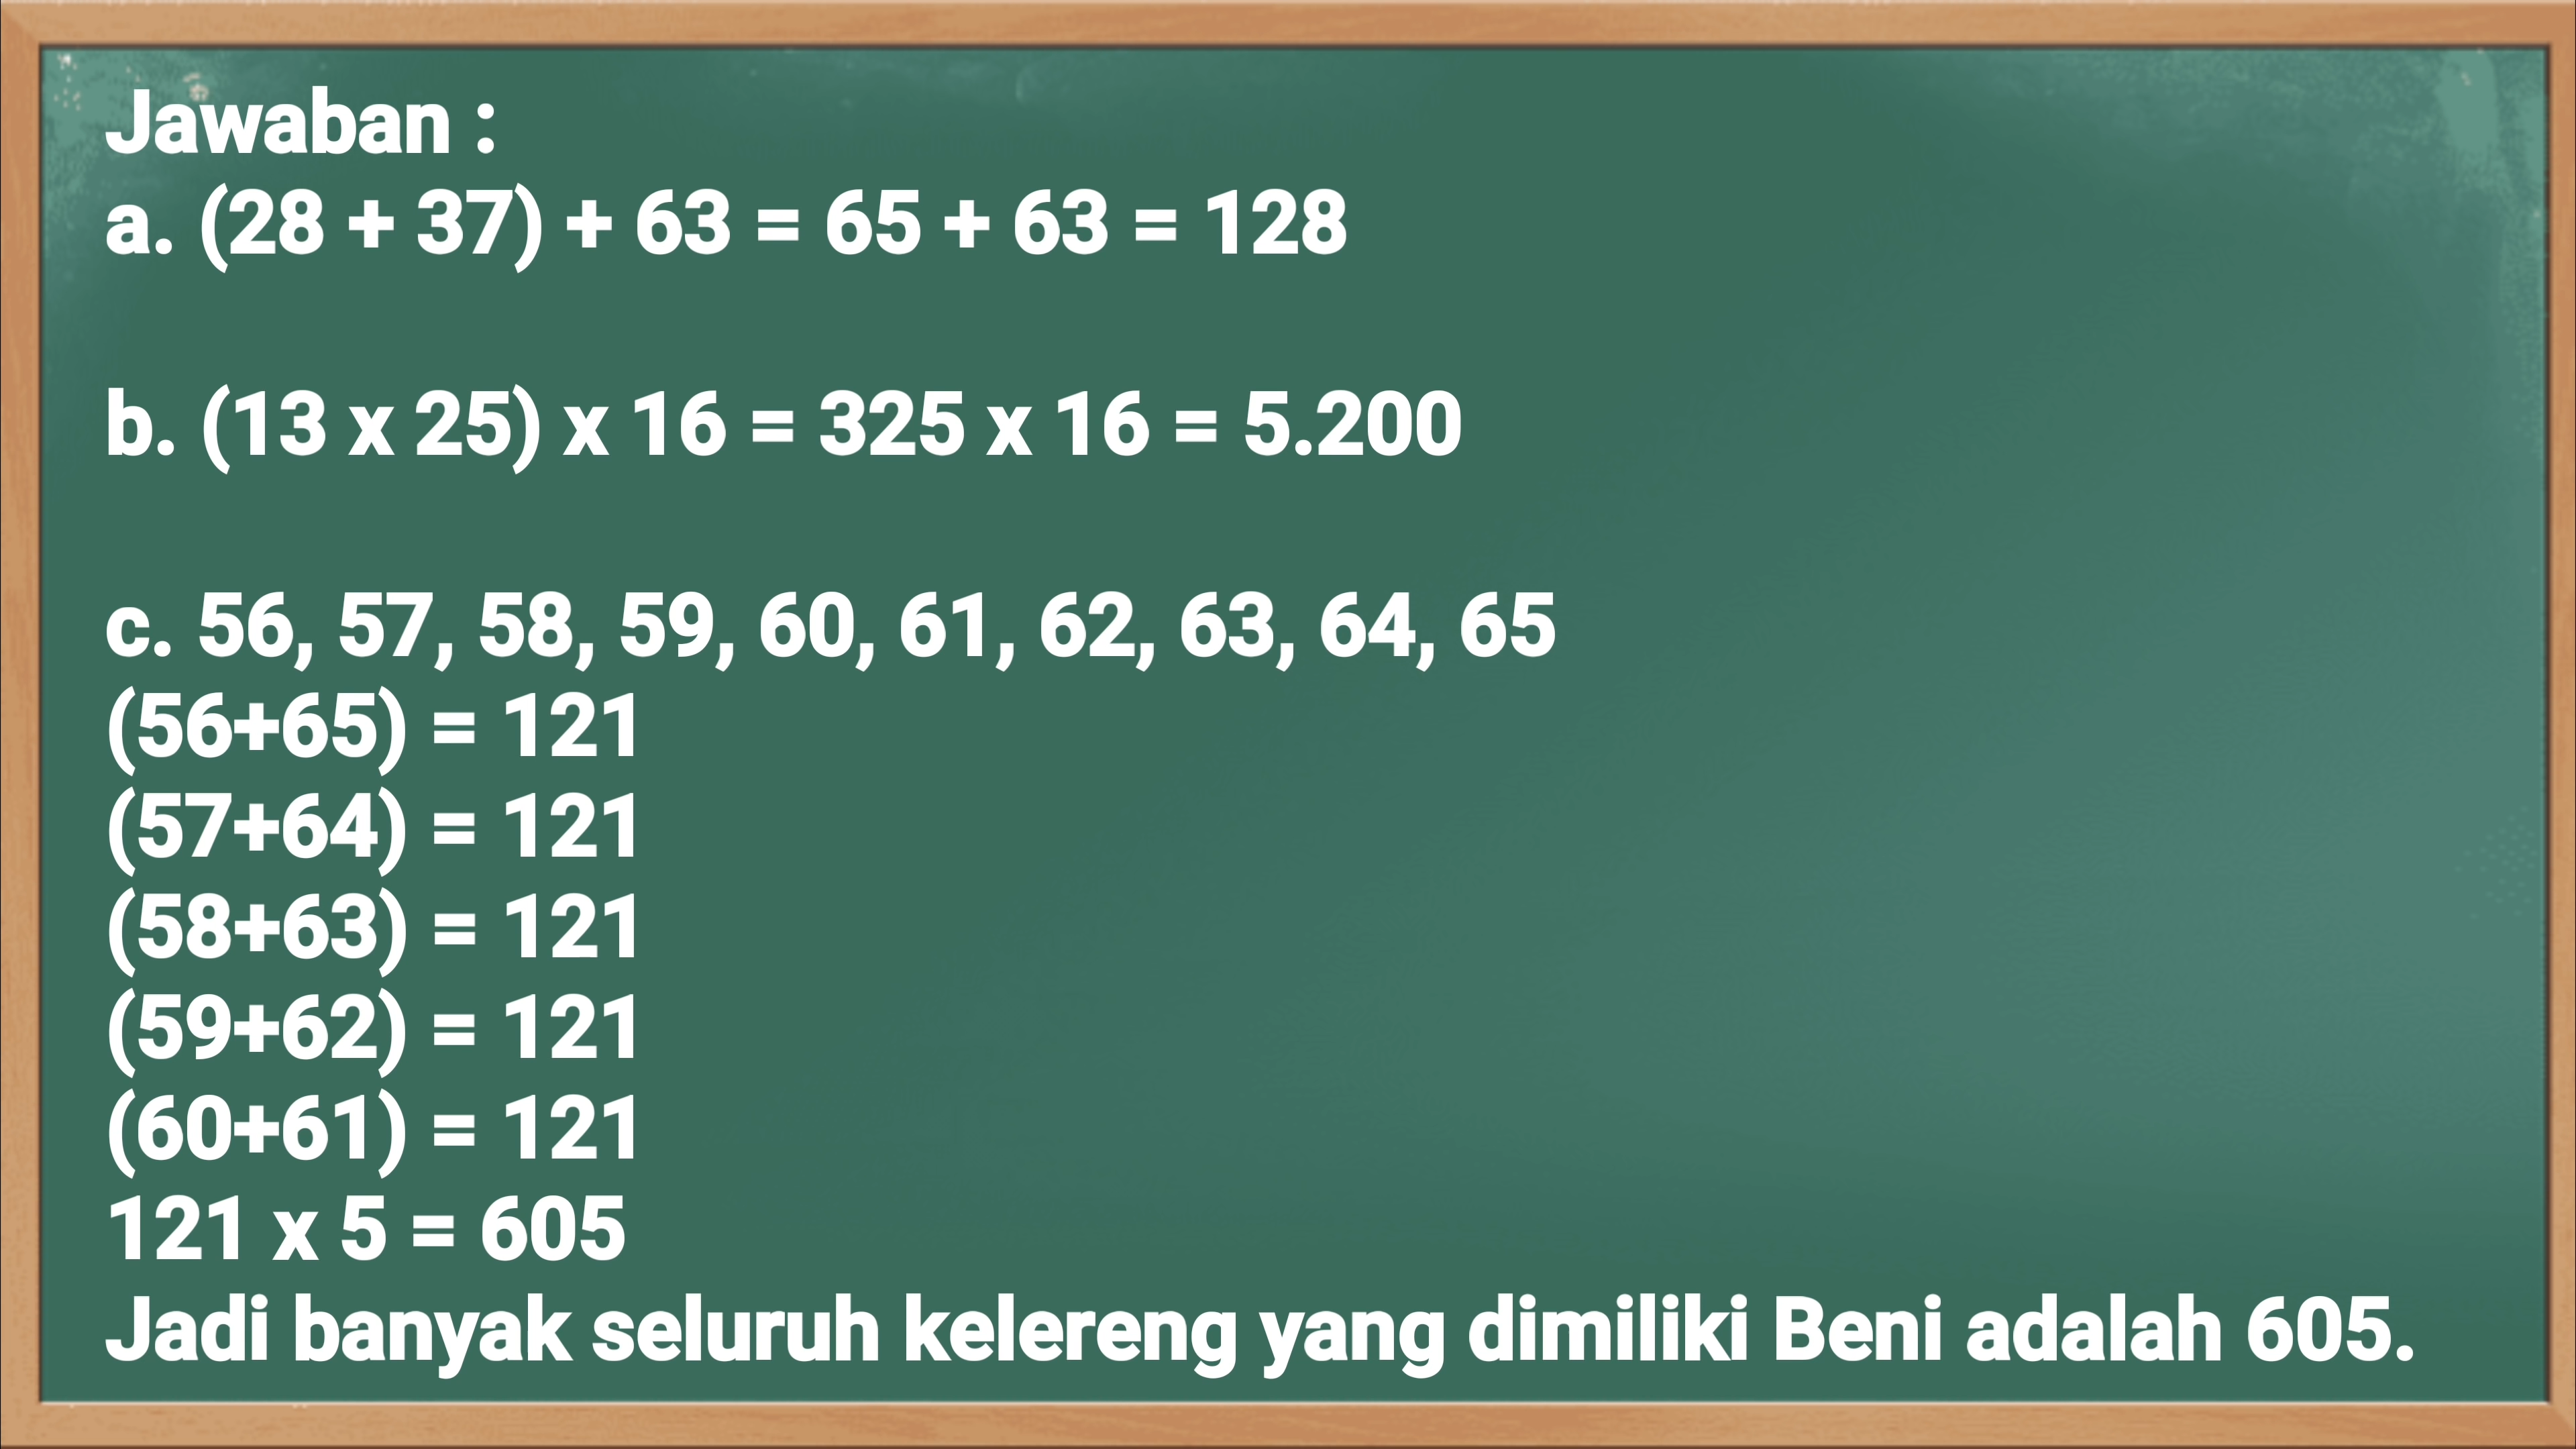 Jawaban :
a. (28 + 37) + 63 = 65 + 63 = 128
b. (13 x 25) x 16 = 325 x 16 = 5.200
c. 56, 57, 58, 59, 60, 61, 62, 63, 64, 65
(56+65) = 121
(57+64) = 121
(58+63) = 121
(59+62) = 121
(60+61) = 121
121 x 5 = 605
Jadi banyak seluruh kelereng yang dimiliki Beni adalah 605.